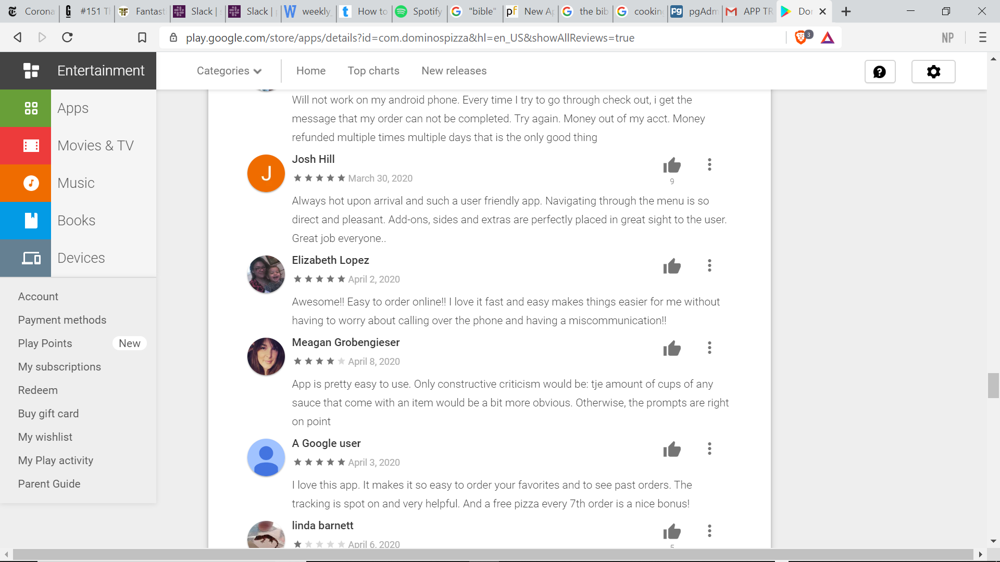 Corona
#151 T
Fantast
Slack |
Slack |
weekly_
How to
Spotify
"bible"
New Ap
the bib
cooking
pgAdm
APP TR
Dor
play.google.com/store/apps/details?id=com.dominospizza&hl=en_US&showAllReviews=true
3
NP
Entertainment
Categories
Home
Top charts
New releases
Apps
Movies & TV
Music
Books
Devices
Account
Payment methods
Play Points
New
My subscriptions
Redeem
Buy gift card
My wishlist
My Play activity
Parent Guide
Will not work on my android phone. Every time I try to go through check out, i get the
message that my order can not be completed. Try again. Money out of my acct. Money
refunded multiple times multiple days that is the only good thing
J
Josh Hill
March 30, 2020
9
Always hot upon arrival and such a user friendly app. Navigating through the menu is so
direct and pleasant. Add-ons, sides and extras are perfectly placed in great sight to the user.
Great job everyone..
Elizabeth Lopez
April 2, 2020
Awesome!! Easy to order online!! I love it fast and easy makes things easier for me without
having to worry about calling over the phone and having a miscommunication!!
Meagan Grobengieser
April 8, 2020
App is pretty easy to use. Only constructive criticism would be: tje amount of cups of any
sauce that come with an item would be a bit more obvious. Otherwise, the prompts are right
on point
A Google user
April 3, 2020
I love this app. It makes it so easy to order your favorites and to see past orders. The
tracking is spot on and very helpful. And a free pizza every 7th order is a nice bonus!
linda barnett
April 6, 2020